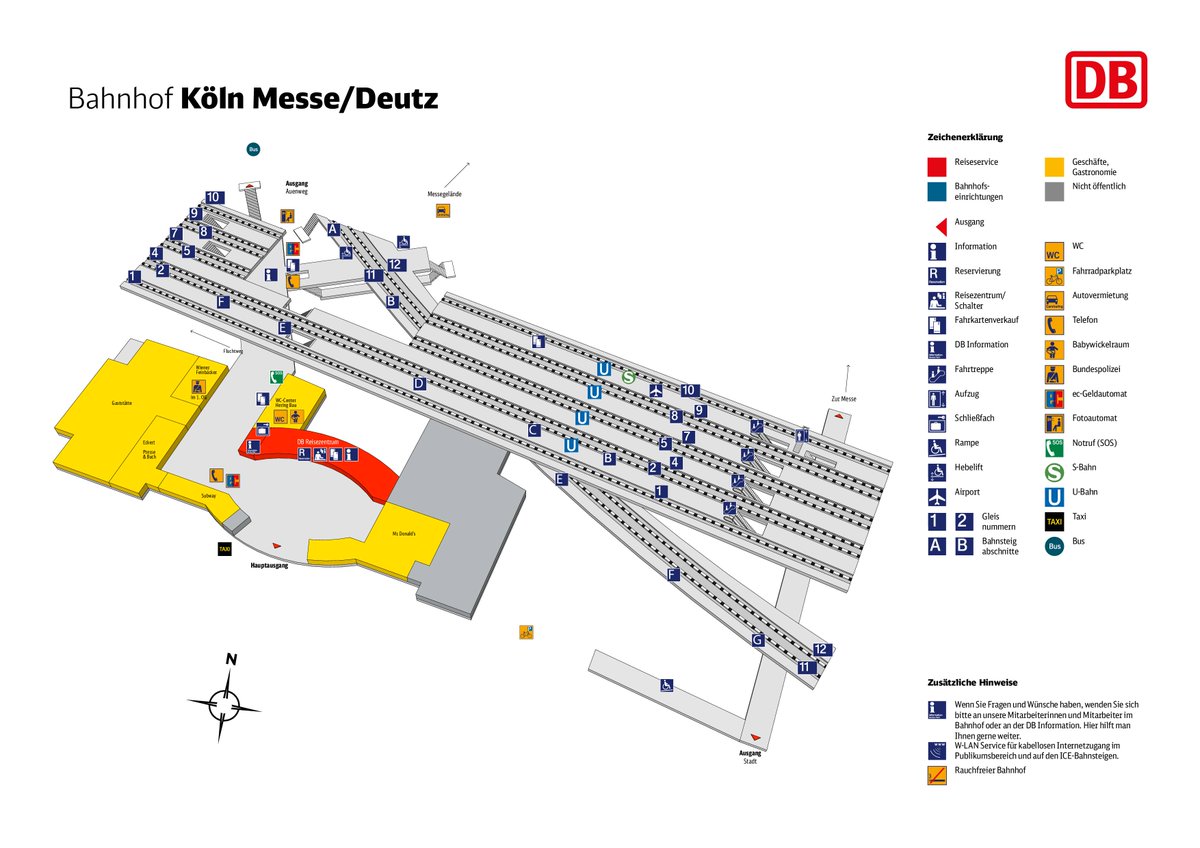 Bahnhof Köln Messe/Deutz
DB
Bus
Ausgang
Auenweg
Messegelände
10
9
8
7
5
4
2
1
A
12
11
B
F
E
D
C
B
E
F
G
U
S
U
U
U
10
9
8
7
5
4
2
1
12
11
Zur Messe
Fluchtweg
Wiener
Feinbäcker
im 1. OG
Gaststätte
Eckert
Presse
& Buch
Subway
SOS
WC-Center
Hering Bau
WC
DB Reisezentrum
R
Mc Donald's
TAXI
Hauptausgang
N
Ausgang
Stadt
Zeichenerklärung
Reiseservice
Geschäfte,
Gastronomie
Bahnhofs-
einrichtungen
Nicht öffentlich
Ausgang
Information
WC
WC
R
Reservierung
Fahrradparkplatz
Reisezentrum/
Schalter
Autovermietung
Fahrkartenverkauf
Telefon
DB Information
Babywickelraum
Fahrtreppe
Bundespolizei
Aufzug
ec-Geldautomat
Schließfach
Fotoautomat
Rampe
SOS
Notruf (SOS)
Hebelift
S
S-Bahn
Airport
U
U-Bahn
1 2
Gleis
nummern
TAXI
Taxi
A B
Bahnsteig
abschnitte
Bus
Bus
Zusätzliche Hinweise
Wenn Sie Fragen und Wünsche haben, wenden Sie sich
bitte an unsere Mitarbeiterinnen und Mitarbeiter im
Bahnhof oder an der DB Information. Hier hilft man
Ihnen gerne weiter.
W-LAN Service für kabellosen Internetzugang im
Publikumsbereich und auf den ICE-Bahnsteigen.
Rauchfreier Bahnhof